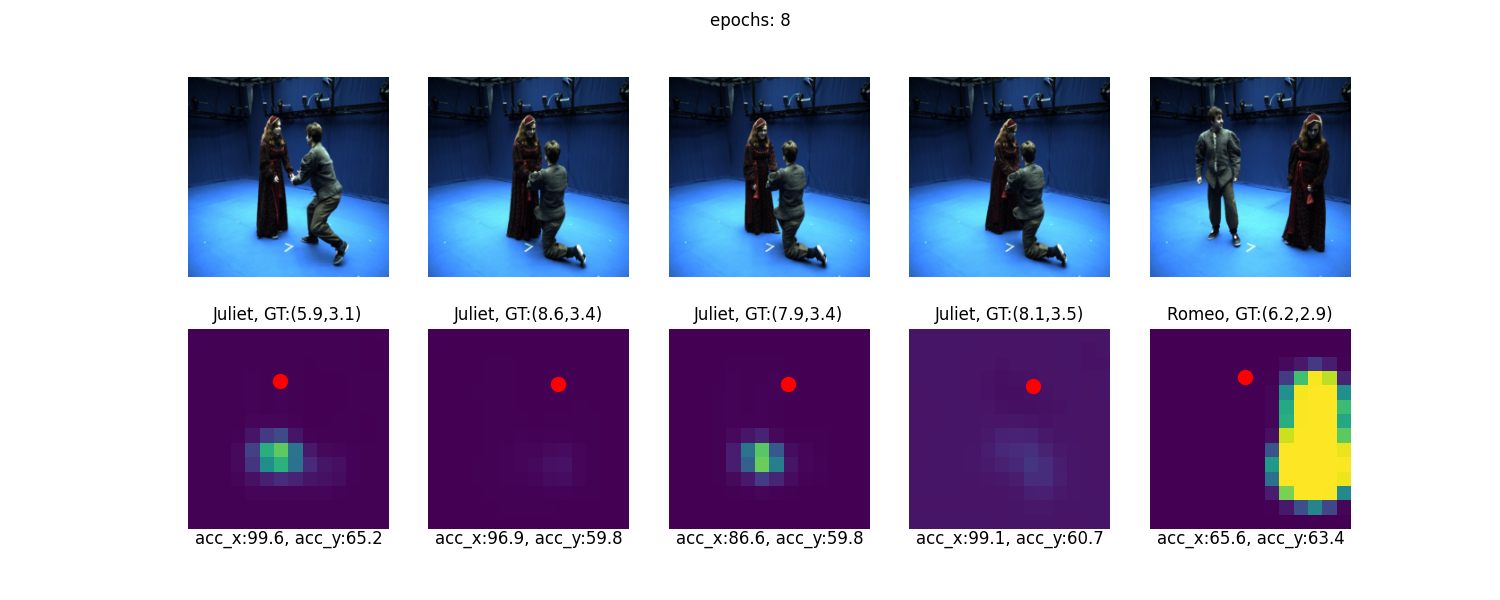 epochs: 8
Juliet, GT:(5.9,3.1)
Juliet, GT:(8.6,3.4)
Juliet, GT:(7.9,3.4)
Juliet, GT:(8.1,3.5)
Romeo, GT:(6.2,2.9)
acc_x:99.6, acc_y:65.2
acc_x:96.9, acc_y:59.8
acc_x:86.6, acc_y:59.8
acc_x:99.1, acc_y:60.7
acc_x:65.6, acc_y:63.4